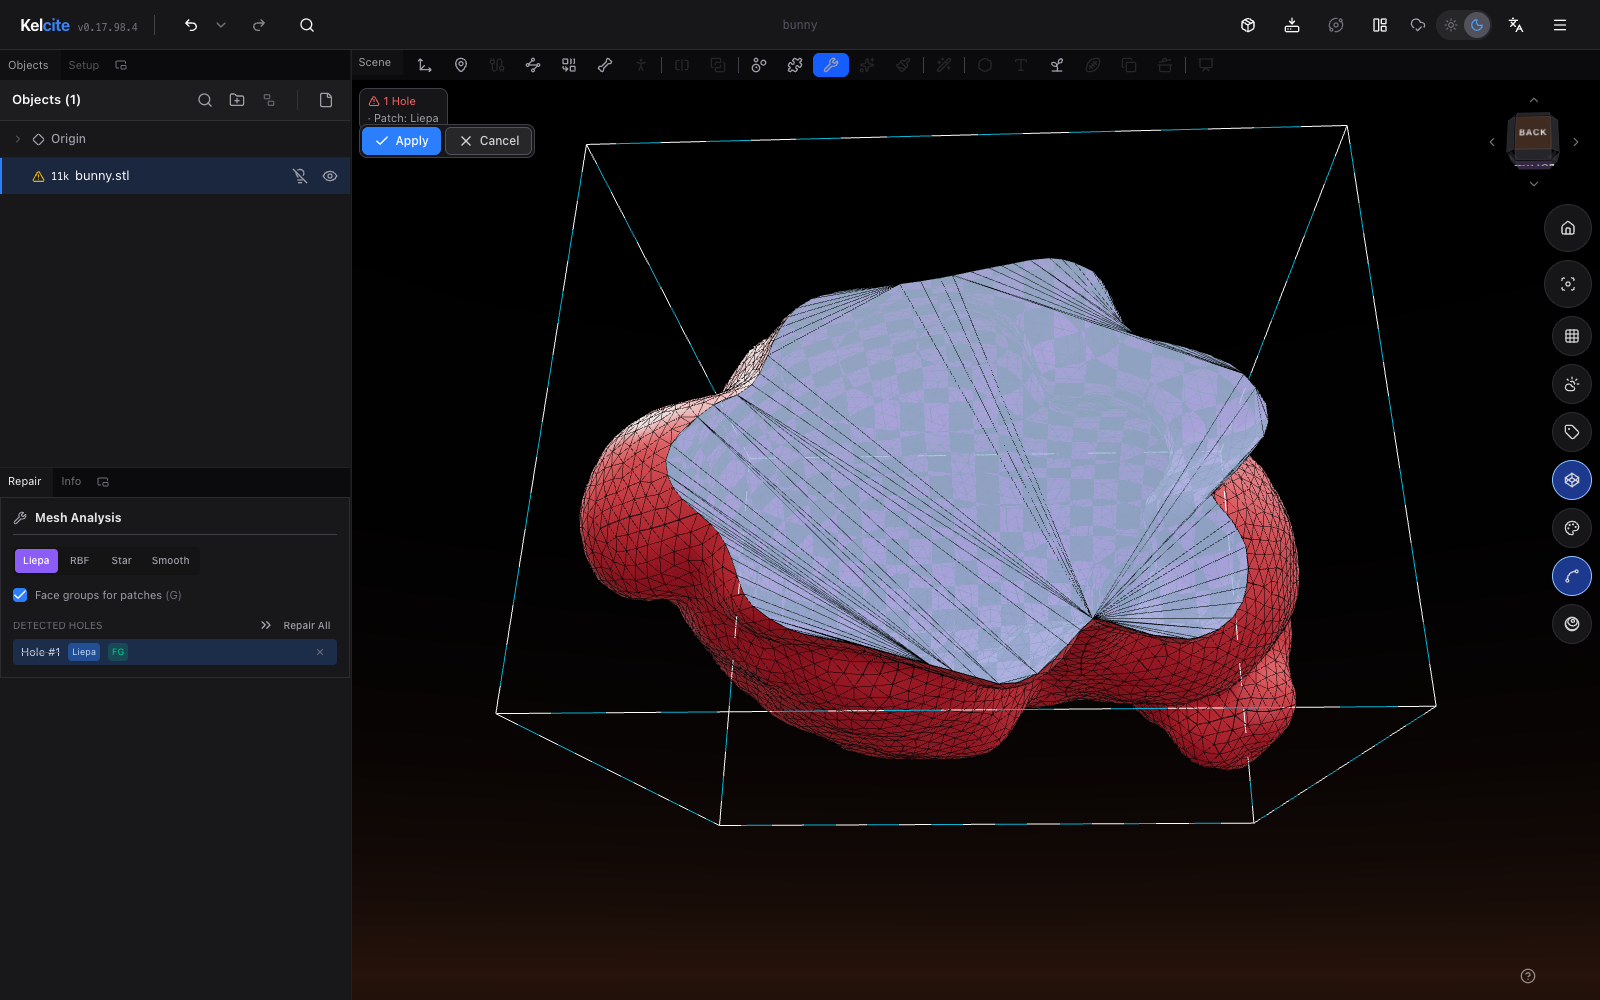 Kelcite v0.17.98.4
bunny
Objects Setup
Scene
Objects (1)
Origin
11k bunny.stl
1 Hole
· Patch: Liepa
Apply Cancel
BACK
Repair Info
Mesh Analysis
Liepa RBF Star Smooth
Face groups for patches (G)
DETECTED HOLES Repair All
Hole #1 Liepa FG